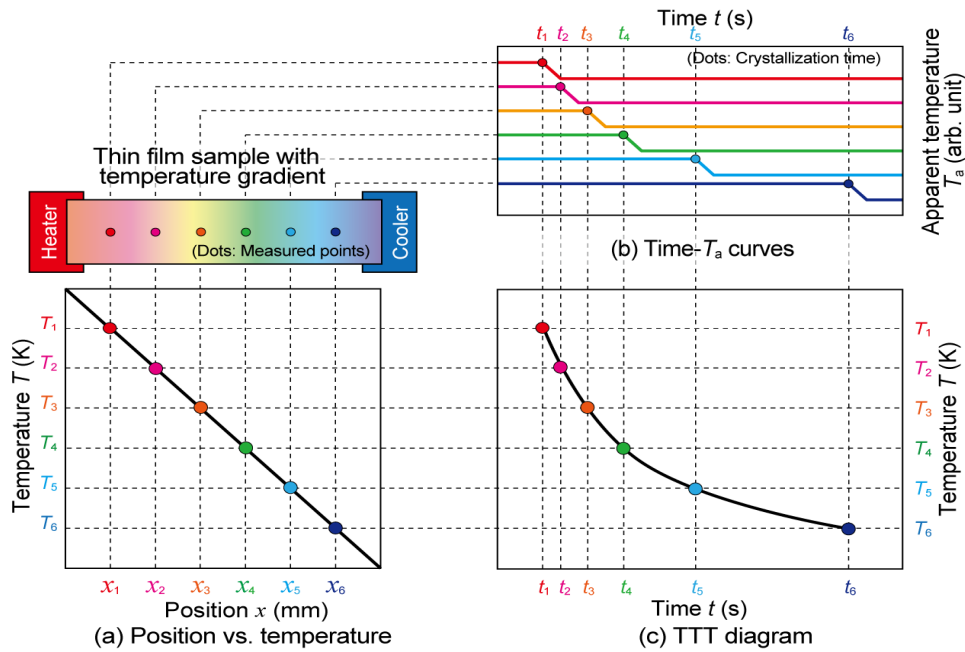 Time t (s)
t₁ t₂ t₃ t₄ t₅ t₆
(Dots: Crystallization time)
Apparent temperature
Tₐ (arb. unit)
(b) Time-Tₐ curves
Thin film sample with
temperature gradient
Heater
(Dots: Measured points)
Cooler
Temperature T (K)
T₁
T₂
T₃
T₄
T₅
T₆
x₁ x₂ x₃ x₄ x₅ x₆
Position x (mm)
(a) Position vs. temperature
T₁
T₂
T₃
T₄
T₅
T₆
Temperature T (K)
t₁ t₂ t₃ t₄ t₅ t₆
Time t (s)
(c) TTT diagram